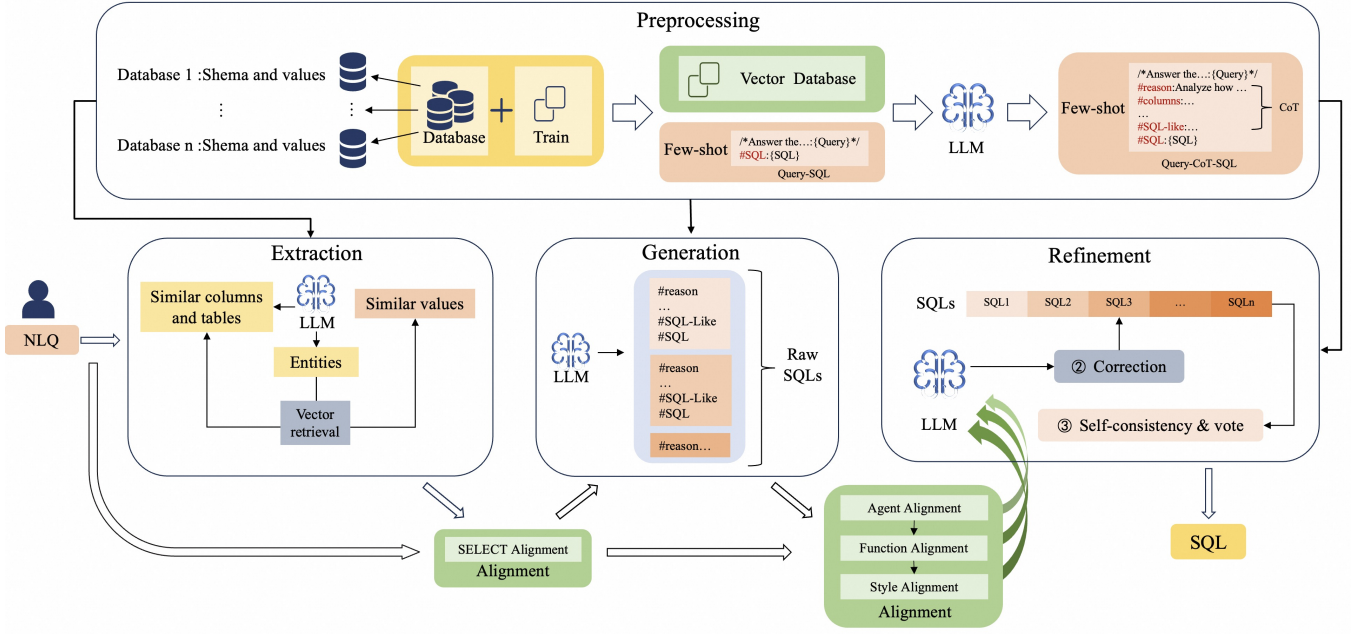 Preprocessing
Database 1 :Shema and values
⋮
⋮
Database n :Shema and values
Database
+
Train
Vector Database
Few-shot
/*Answer the...:{Query}*/
#SQL:{SQL}
Query-SQL
LLM
Few-shot
/*Answer the...:{Query}*/
#reason:Analyze how ...
#columns:...
...
#SQL-like:...
#SQL:{SQL}
CoT
Query-CoT-SQL
NLQ
Extraction
Similar columns
and tables
LLM
Similar values
Entities
Vector
retrieval
Generation
LLM
#reason
...
#SQL-Like
#SQL
#reason
...
#SQL-Like
#SQL
#reason...
Raw
SQLs
Refinement
SQLs
SQL1
SQL2
SQL3
...
SQLn
LLM
② Correction
③ Self-consistency & vote
SELECT Alignment
Alignment
Agent Alignment
Function Alignment
Style Alignment
Alignment
SQL